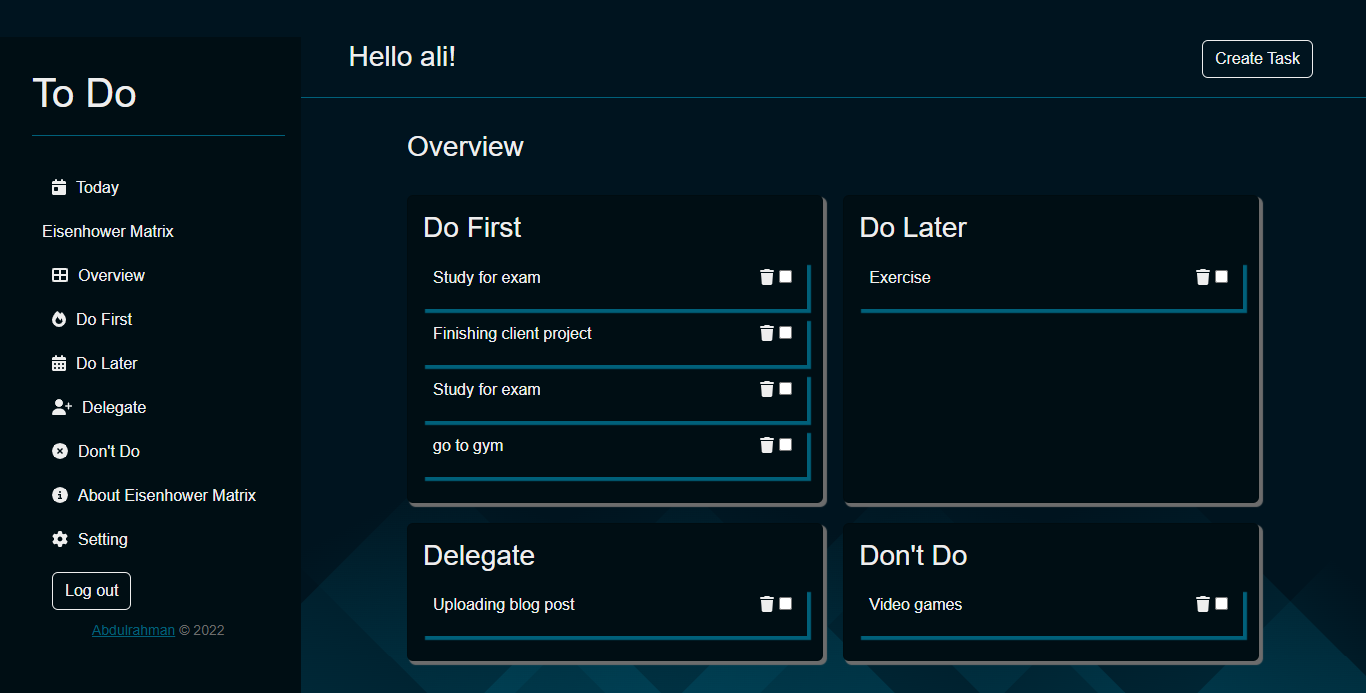 To Do
Today
Eisenhower Matrix
Overview
Do First
Do Later
Delegate
Don't Do
About Eisenhower Matrix
Setting
Log out
Abdulrahman © 2022
Hello ali!
Create Task
Overview
Do First
Study for exam
Finishing client project
Study for exam
go to gym
Do Later
Exercise
Delegate
Uploading blog post
Don't Do
Video games